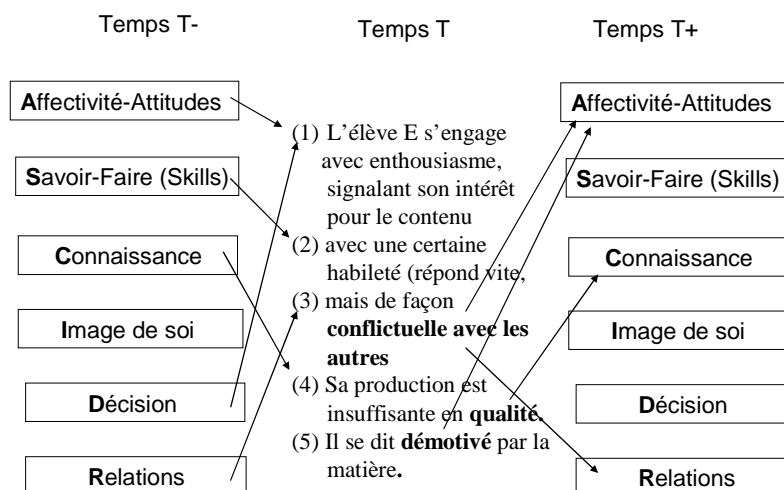 Temps T-
Temps T
Temps T+
Affectivité-Attitudes
Savoir-Faire (Skills)
Connaissance
Image de soi
Décision
Relations
(1) L'élève E s'engage
avec enthousiasme,
signalant son intérêt
pour le contenu
(2) avec une certaine
habileté (répond vite,
(3) mais de façon
conflictuelle avec les
autres
(4) Sa production est
insuffisante en qualité.
(5) Il se dit démotivé par la
matière.
Affectivité-Attitudes
Savoir-Faire (Skills)
Connaissance
Image de soi
Décision
Relations